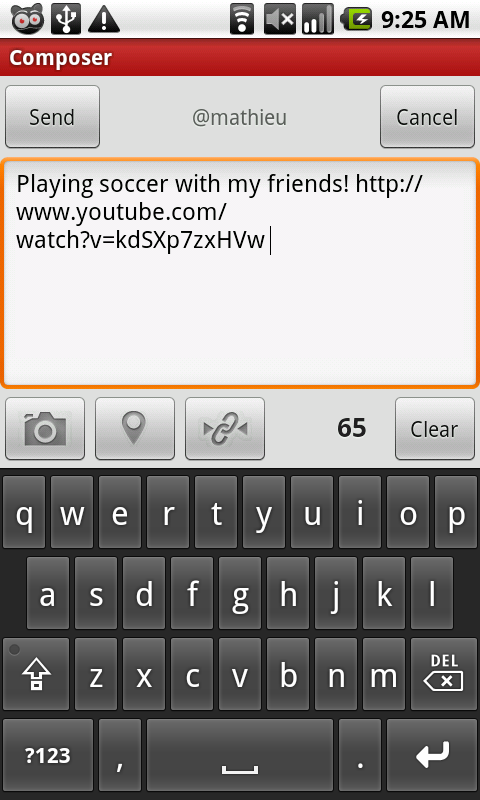 9:25 AM
Composer
Send @mathieu Cancel
Playing soccer with my friends! http://
www.youtube.com/
watch?v=kdSXp7zxHVw
65 Clear
q w e r t y u i o p
a s d f g h j k l
z x c v b n m DEL
?123 , .